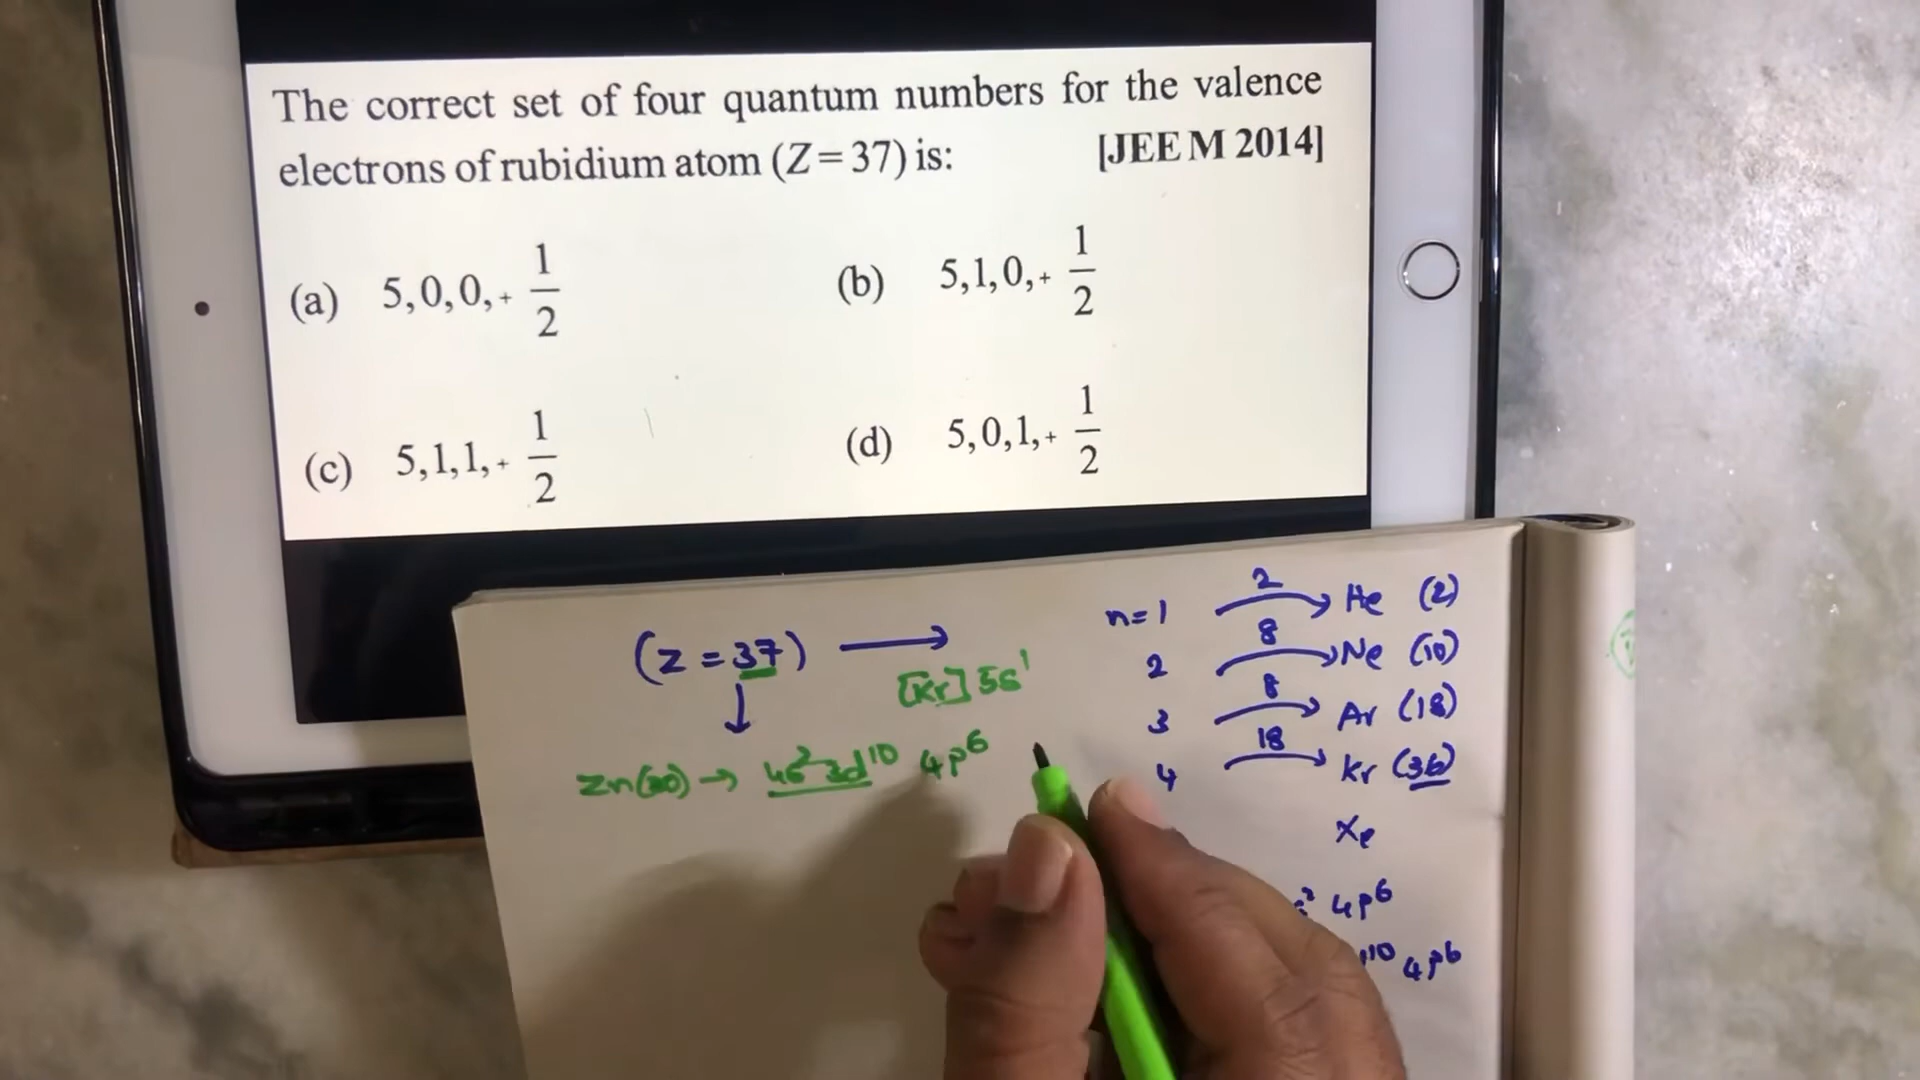 The correct set of four quantum numbers for the valence
electrons of rubidium atom (Z=37) is: [JEE M 2014]
(a) 5,0,0,+ 1/2 (b) 5,1,0,+ 1/2
(c) 5,1,1,+ 1/2 (d) 5,0,1,+ 1/2
(Z = 37) →
[Kr] 5s¹
↓
Zn(30) → 4s² 3d¹⁰ 4p⁶
n=1 2 He (2)
2 8 Ne (10)
3 8 Ar (18)
4 18 Kr (36)
Xe
4p⁶
4p⁶